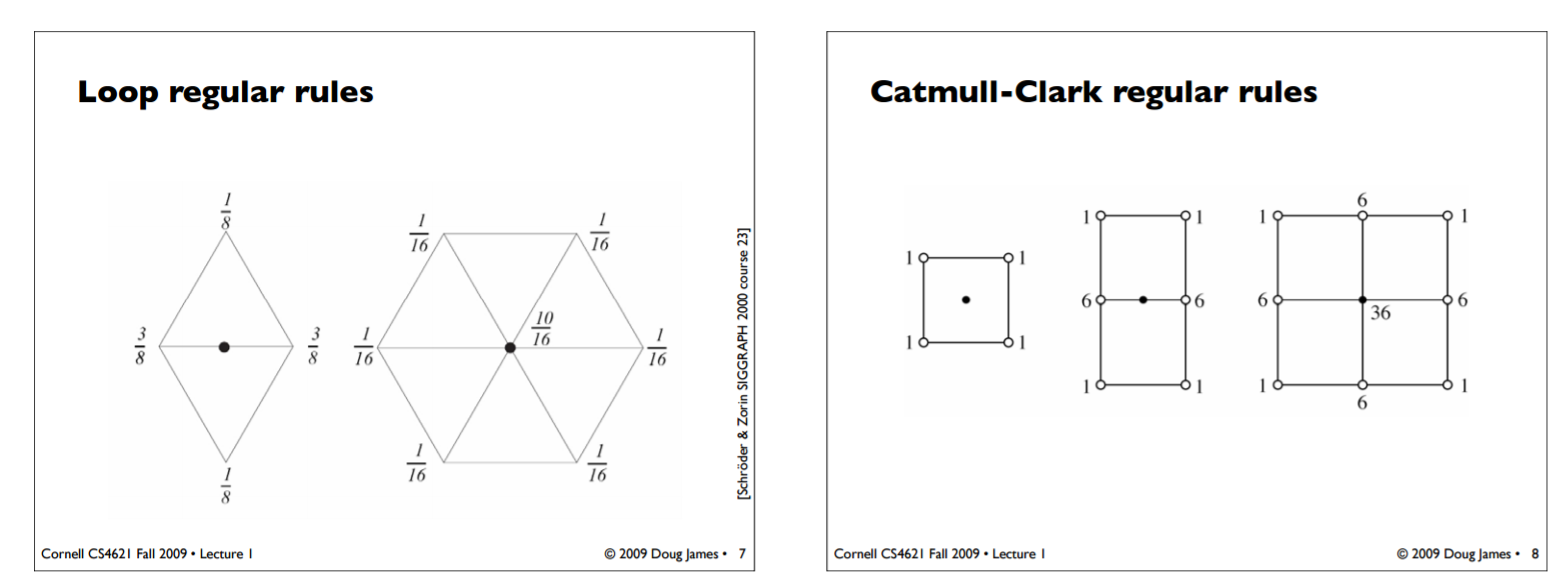 Loop regular rules
1/8
3/8 3/8
1/8
1/16 1/16
1/16 10/16 1/16
1/16 1/16
[Schröder & Zorin SIGGRAPH 2000 course 23]
Cornell CS4621 Fall 2009 • Lecture 1 © 2009 Doug James • 7
Catmull-Clark regular rules
1 1
1 1
1 1
6 6
1 1
1 6 1
6 36 6
1 6 1
Cornell CS4621 Fall 2009 • Lecture 1 © 2009 Doug James • 8